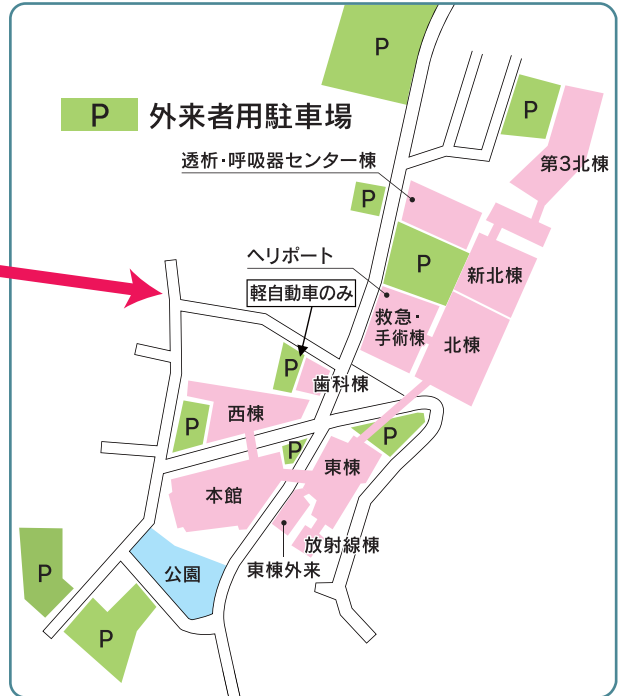 P
P 外来者用駐車場
P
透析・呼吸器センター棟
第3北棟
P
ヘリポート
P
新北棟
軽自動車のみ
救急・
手術棟
北棟
P
歯科棟
西棟
P
P
P
東棟
本館
放射線棟
東棟外来
公園
P
P